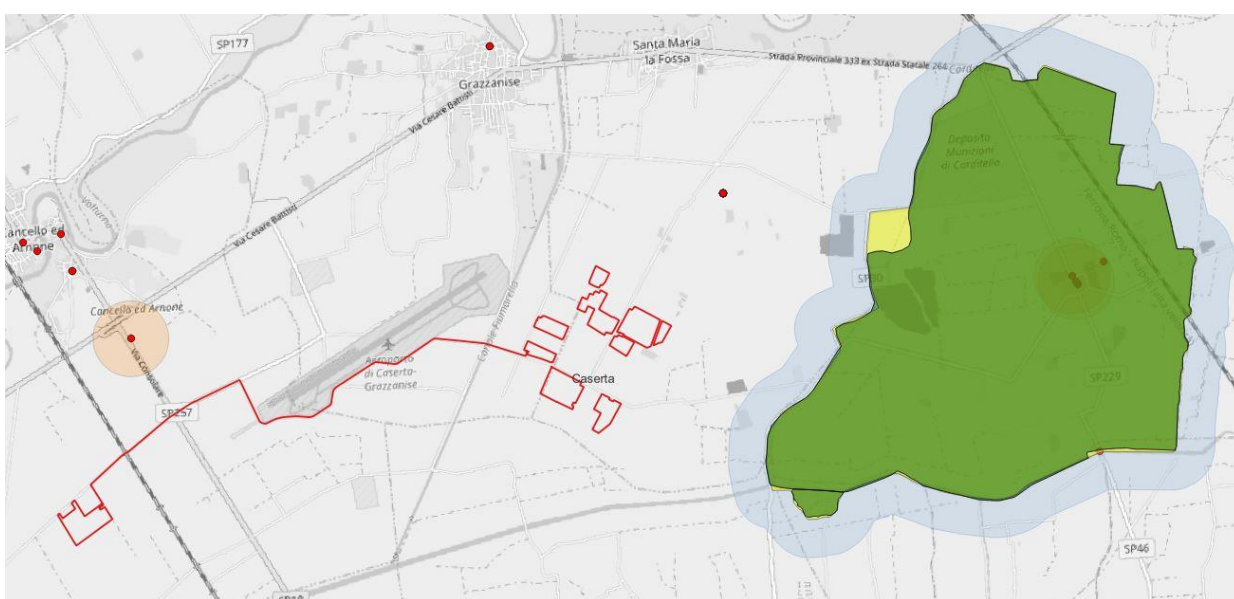 SP177
Santa Maria
la Fossa
Strada Provinciale 333 ex Strada Statale 264
Grazzanise
Via Cesare Battisti
Deposito
Munizioni
di Carditello
Volturno
Cancello ed
Arnone
Via Cesare Battisti
Cancello ed Arnone
Canale Fiumarella
Aeroporto
di Caserta-
Grazzanise
Caserta
Via Consolare
SP257
SP229
SP46